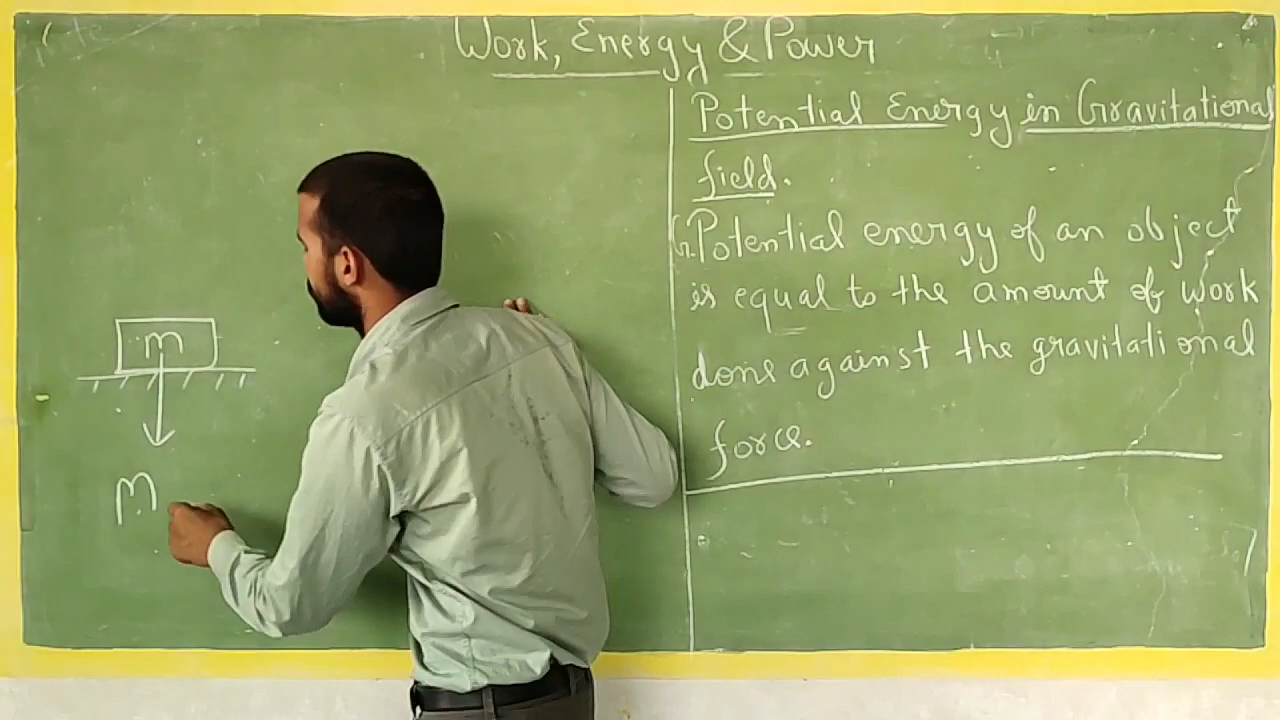 Work, Energy & Power
Potential Energy in Gravitational
field.
Potential energy of an object
is equal to the amount of work
done against the gravitational
force.
m
m